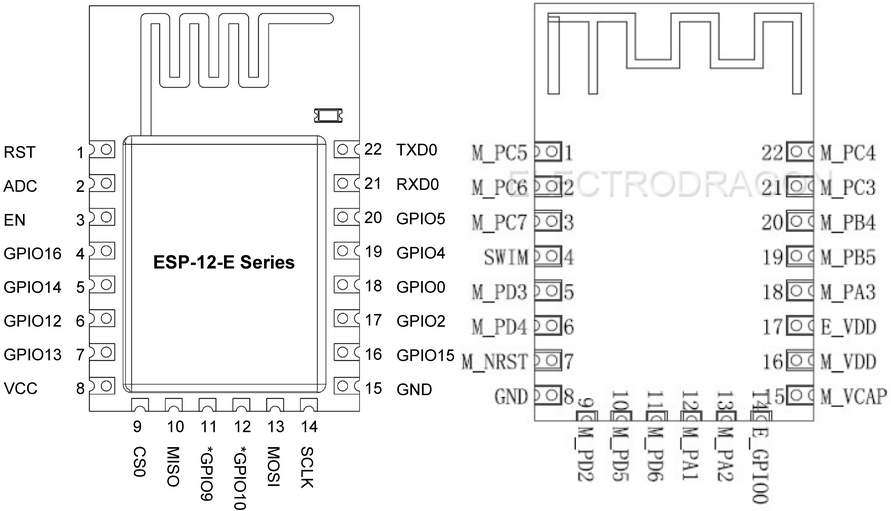 RST 1
ADC 2
EN 3
GPIO16 4
GPIO14 5
GPIO12 6
GPIO13 7
VCC 8
ESP-12-E Series
22 TXD0
21 RXD0
20 GPIO5
19 GPIO4
18 GPIO0
17 GPIO2
16 GPIO15
15 GND
9 10 11 12 13 14
CS0
MISO
*GPIO9
*GPIO10
MOSI
SCLK
ELECTRODRAGON
M_PC5 1
M_PC6 2
M_PC7 3
SWIM 4
M_PD3 5
M_PD4 6
M_NRST 7
GND 8
22 M_PC4
21 M_PC3
20 M_PB4
19 M_PB5
18 M_PA3
17 E_VDD
16 M_VDD
15 M_VCAP
9 M_PD2
10 M_PD5
11 M_PD6
12 M_PA1
13 M_PA2
14 E_GPIO0